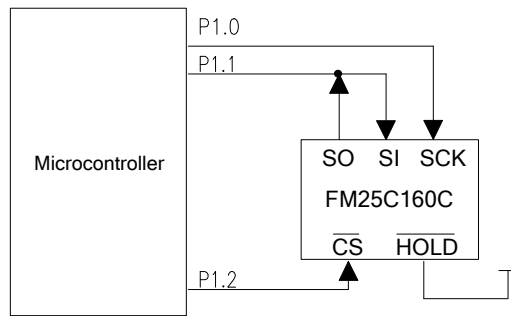 P1.0
P1.1
Microcontroller
SO SI SCK
FM25C160C
CS HOLD
P1.2